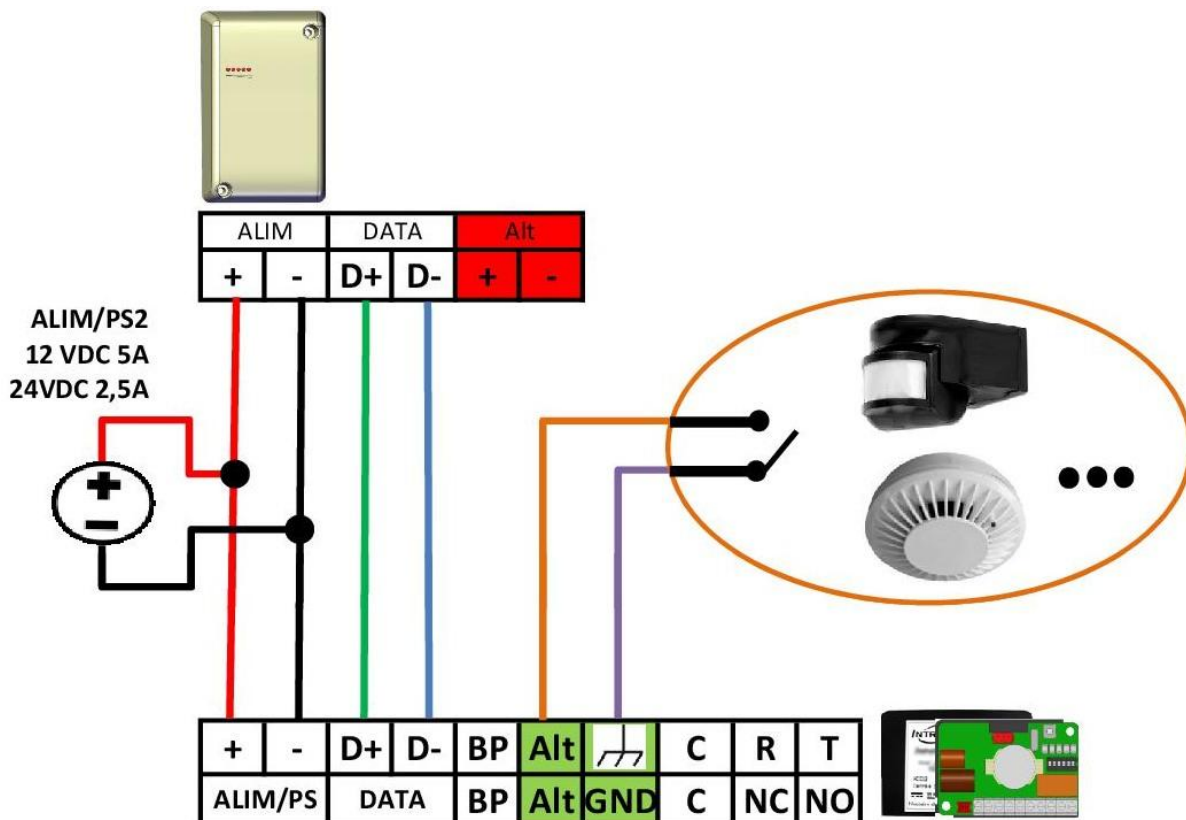 ALIM DATA Alt
+ - D+ D- + -
ALIM/PS2
12 VDC 5A
24VDC 2,5A
+
-
+ - D+ D- BP Alt C R T
ALIM/PS DATA BP Alt GND C NC NO